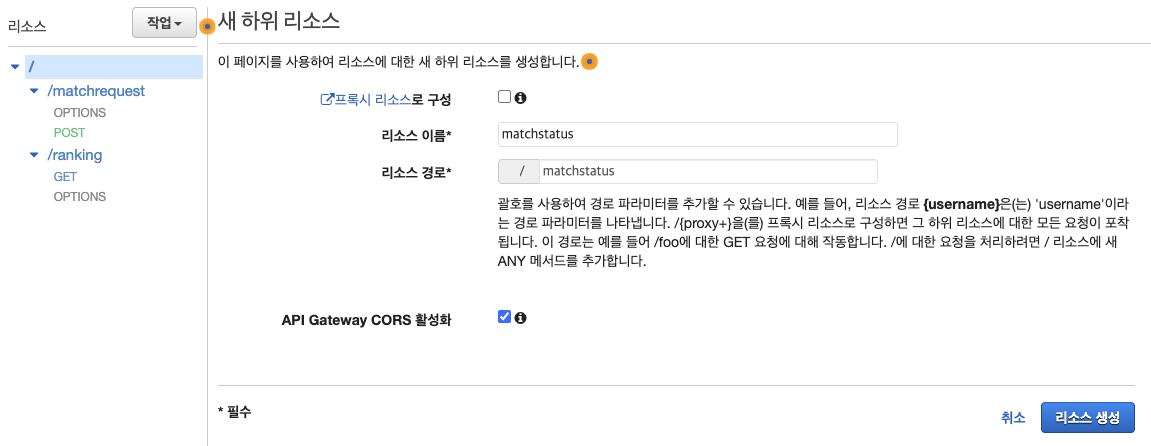 리소스
작업
새 하위 리소스
/
/matchrequest
OPTIONS
POST
/ranking
GET
OPTIONS
이 페이지를 사용하여 리소스에 대한 새 하위 리소스를 생성합니다.
프록시 리소스로 구성
리소스 이름*
matchstatus
리소스 경로*
/ matchstatus
괄호를 사용하여 경로 파라미터를 추가할 수 있습니다. 예를 들어, 리소스 경로 {username}은(는) 'username'이라
는 경로 파라미터를 나타냅니다. /{proxy+}을(를) 프록시 리소스로 구성하면 그 하위 리소스에 대한 모든 요청이 포착
됩니다. 이 경로는 예를 들어 /foo에 대한 GET 요청에 대해 작동합니다. /에 대한 요청을 처리하려면 / 리소스에 새
ANY 메서드를 추가합니다.
API Gateway CORS 활성화
* 필수
취소
리소스 생성